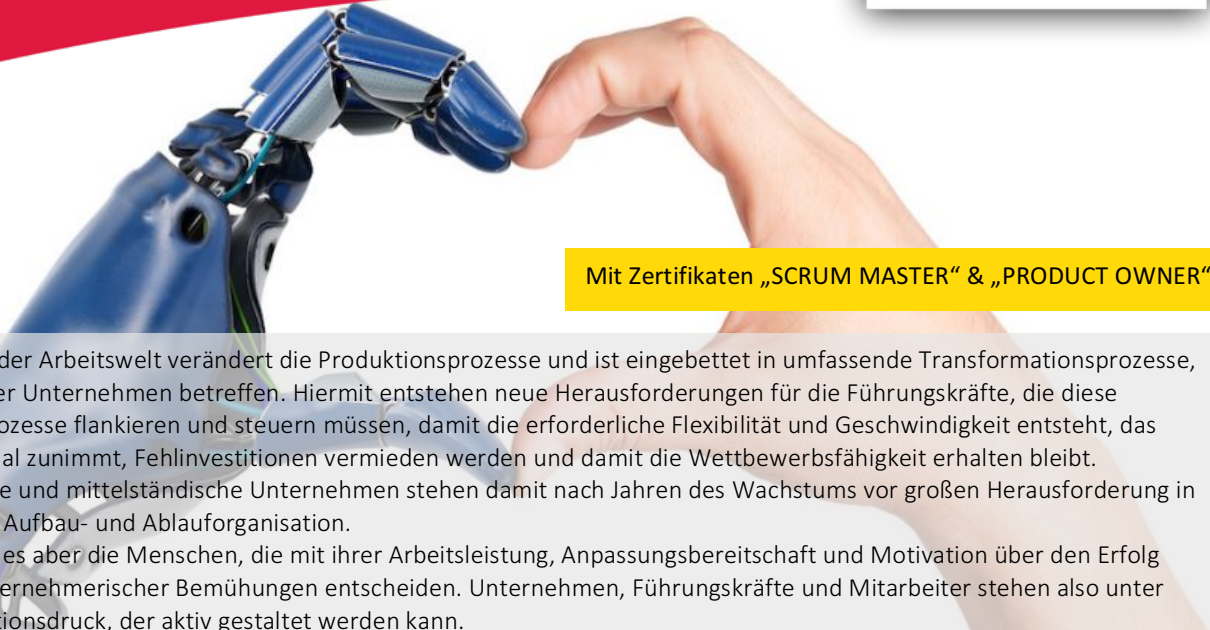 Mit Zertifikaten „SCRUM MASTER“ & „PRODUCT OWNER“
der Arbeitswelt verändert die Produktionsprozesse und ist eingebettet in umfassende Transformationsprozesse,
er Unternehmen betreffen. Hiermit entstehen neue Herausforderungen für die Führungskräfte, die diese
ozesse flankieren und steuern müssen, damit die erforderliche Flexibilität und Geschwindigkeit entsteht, das
al zunimmt, Fehlinvestitionen vermieden werden und damit die Wettbewerbsfähigkeit erhalten bleibt.
e und mittelständische Unternehmen stehen damit nach Jahren des Wachstums vor großen Herausforderung in
Aufbau- und Ablauforganisation.
es aber die Menschen, die mit ihrer Arbeitsleistung, Anpassungsbereitschaft und Motivation über den Erfolg
ernehmerischer Bemühungen entscheiden. Unternehmen, Führungskräfte und Mitarbeiter stehen also unter
tionsdruck, der aktiv gestaltet werden kann.